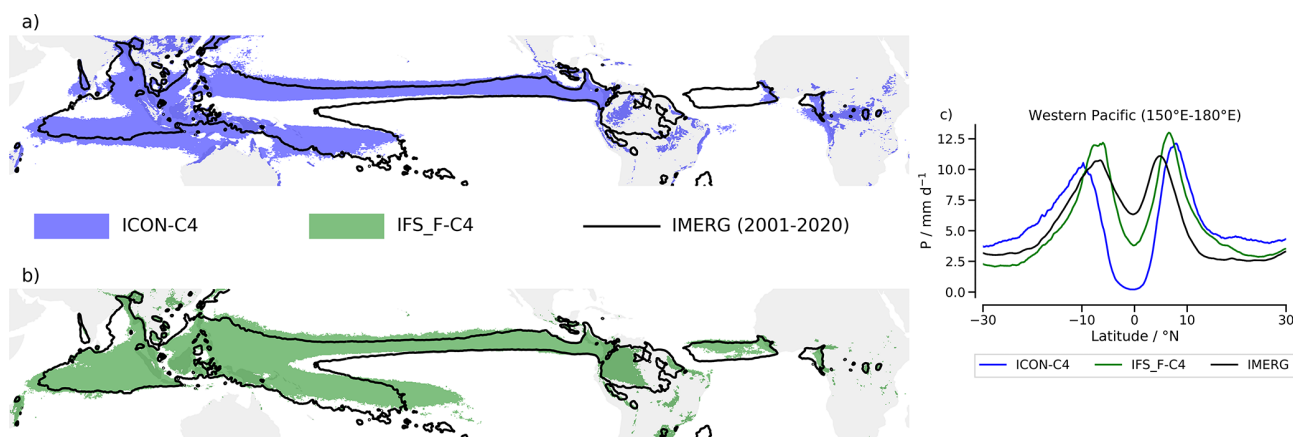 a)
ICON-C4 IFS_F-C4 IMERG (2001-2020)
b)
c)
Western Pacific (150°E-180°E)
12.5
10.0
7.5
5.0
2.5
0.0
P / mm d⁻¹
−30 −10 0 10 30
Latitude / °N
ICON-C4 IFS_F-C4 IMERG